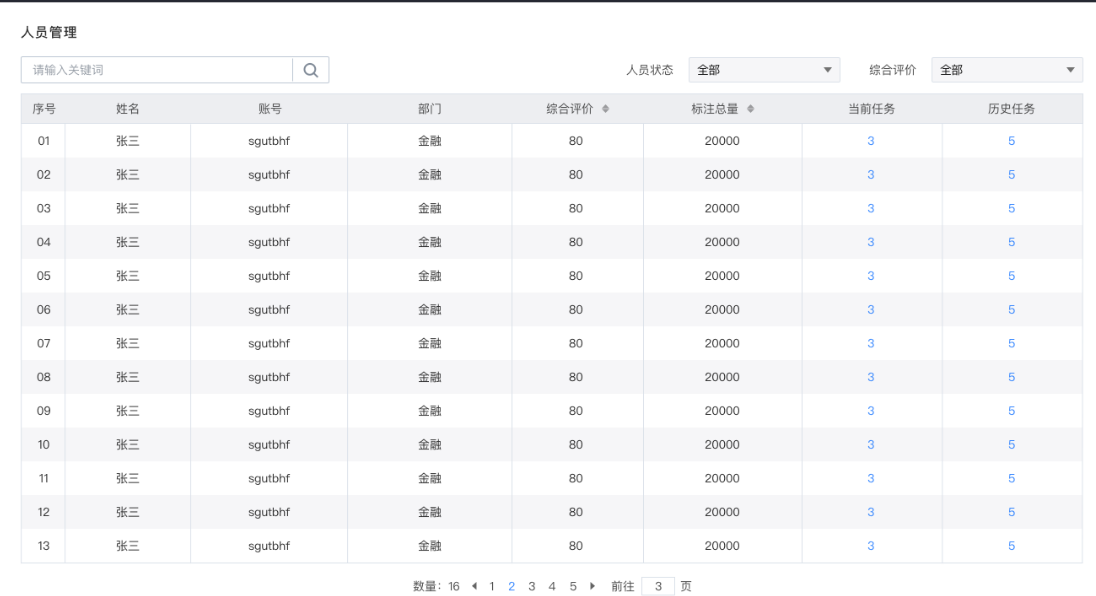 人员管理
请输入关键词 人员状态 全部 综合评价 全部
序号 姓名 账号 部门 综合评价 标注总量 当前任务 历史任务
01 张三 sgutbhf 金融 80 20000 3 5
02 张三 sgutbhf 金融 80 20000 3 5
03 张三 sgutbhf 金融 80 20000 3 5
04 张三 sgutbhf 金融 80 20000 3 5
05 张三 sgutbhf 金融 80 20000 3 5
06 张三 sgutbhf 金融 80 20000 3 5
07 张三 sgutbhf 金融 80 20000 3 5
08 张三 sgutbhf 金融 80 20000 3 5
09 张三 sgutbhf 金融 80 20000 3 5
10 张三 sgutbhf 金融 80 20000 3 5
11 张三 sgutbhf 金融 80 20000 3 5
12 张三 sgutbhf 金融 80 20000 3 5
13 张三 sgutbhf 金融 80 20000 3 5
数量: 16 1 2 3 4 5 前往 3 页